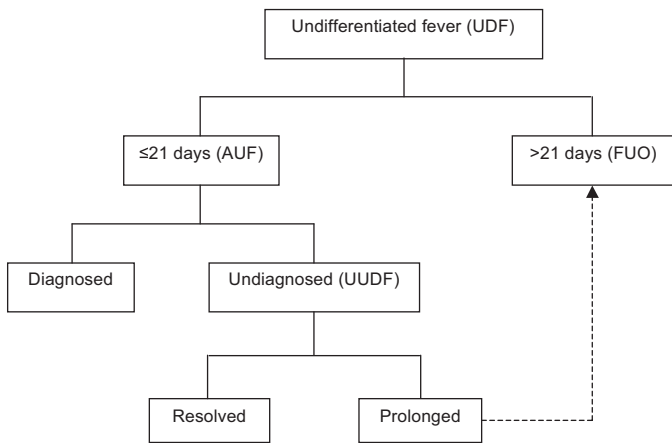 Undifferentiated fever (UDF)
≤21 days (AUF)
>21 days (FUO)
Diagnosed
Undiagnosed (UUDF)
Resolved
Prolonged